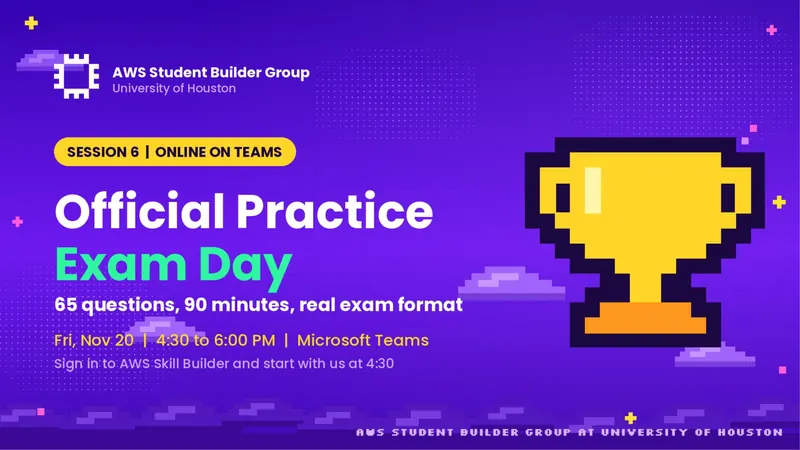 AWS Student Builder Group
University of Houston
SESSION 6 | ONLINE ON TEAMS
Official Practice
Exam Day
65 questions, 90 minutes, real exam format
Fri, Nov 20 | 4:30 to 6:00 PM | Microsoft Teams
Sign in to AWS Skill Builder and start with us at 4:30
AWS STUDENT BUILDER GROUP AT UNIVERSITY OF HOUSTON